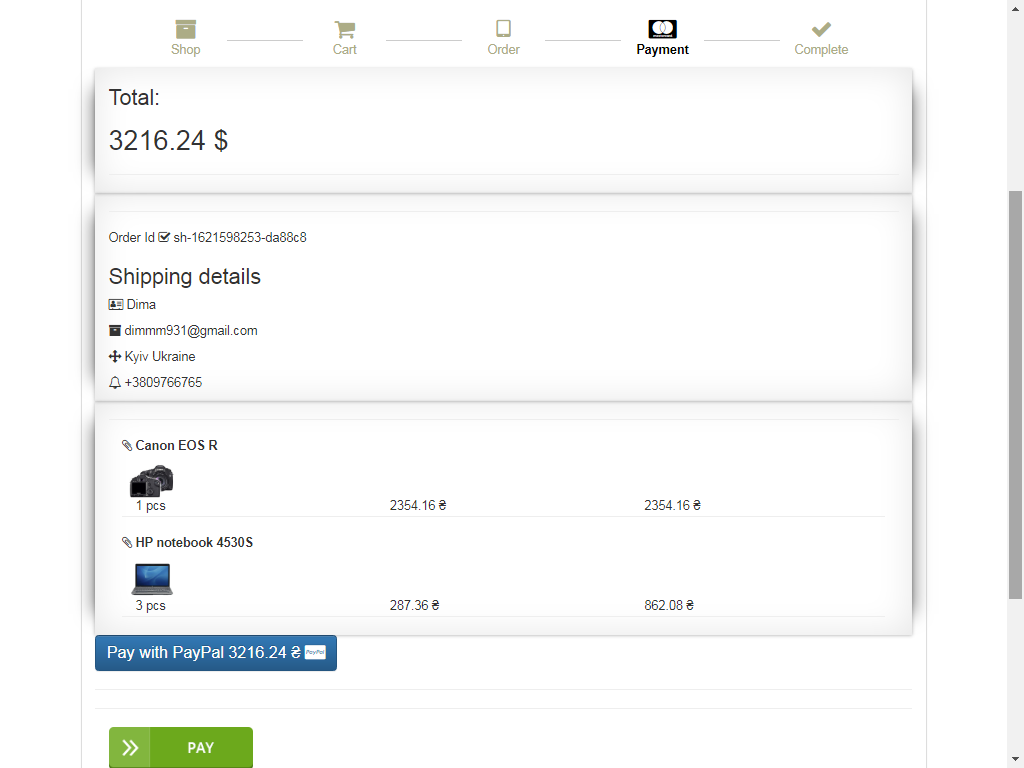 Shop Cart Order Payment Complete
Total:
3216.24 $
Order Id sh-1621598253-da88c8
Shipping details
Dima
dimmm931@gmail.com
Kyiv Ukraine
+3809766765
Canon EOS R
1 pcs 2354.16 ₴ 2354.16 ₴
HP notebook 4530S
3 pcs 287.36 ₴ 862.08 ₴
Pay with PayPal 3216.24 ₴ PayPal
PAY